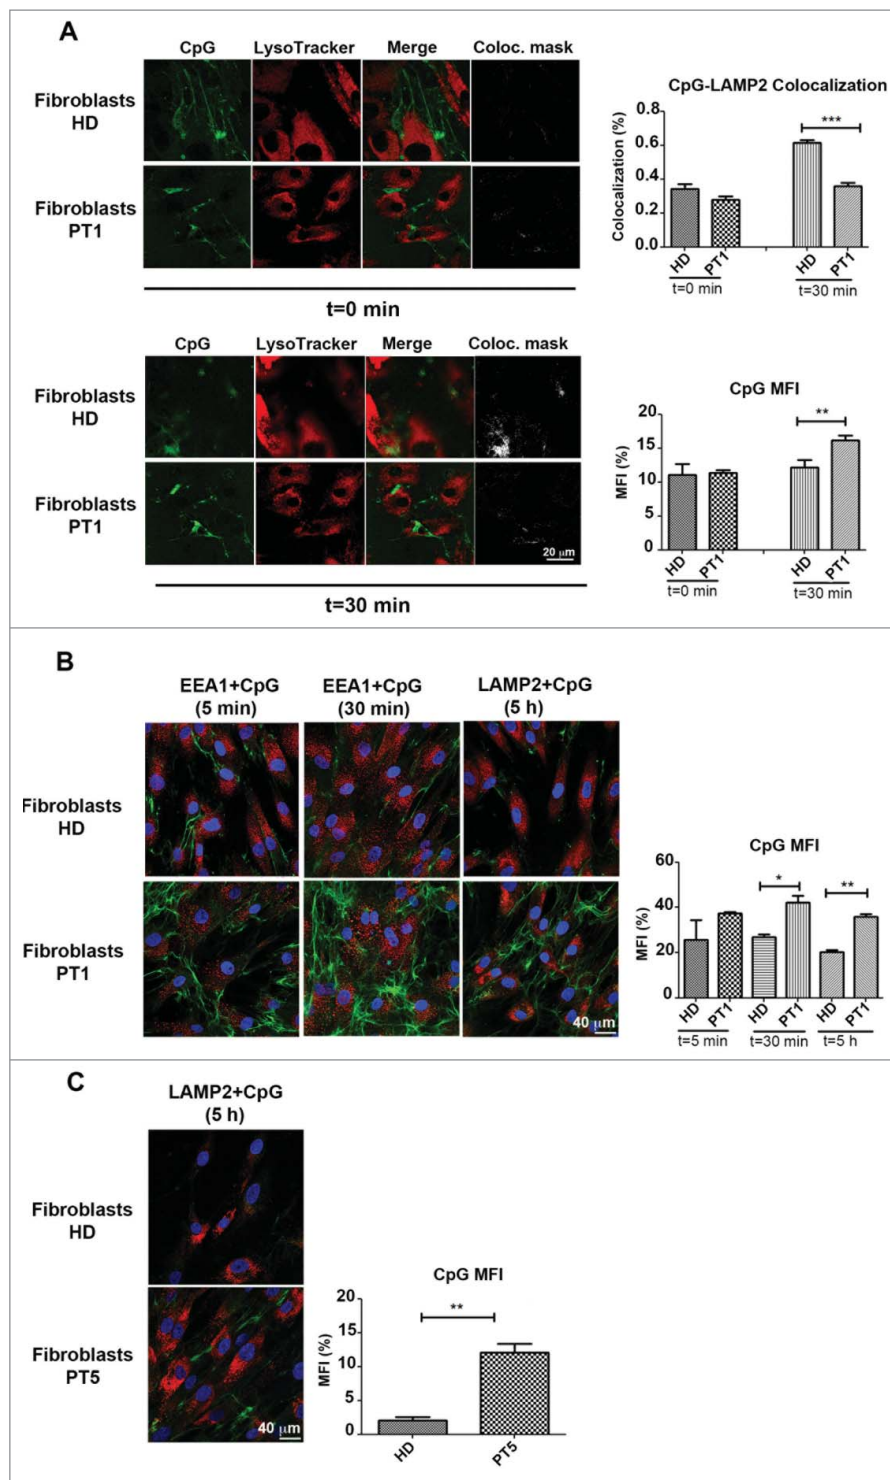 A
CpG LysoTracker Merge Coloc. mask
Fibroblasts
HD
Fibroblasts
PT1
t=0 min
CpG-LAMP2 Colocalization
Colocalization (%)
0.8
0.6
0.4
0.2
0.0
***
HD PT1 HD PT1
t=0 min t=30 min
CpG LysoTracker Merge Coloc. mask
Fibroblasts
HD
Fibroblasts
PT1
20 μm
t=30 min
CpG MFI
MFI (%)
20
15
10
5
0
**
HD PT1 HD PT1
t=0 min t=30 min
B
EEA1+CpG EEA1+CpG LAMP2+CpG
(5 min) (30 min) (5 h)
Fibroblasts
HD
Fibroblasts
PT1
40 μm
CpG MFI
MFI (%)
60
40
20
0
* **
HD PT1 HD PT1 HD PT1
t=5 min t=30 min t=5 h
C
LAMP2+CpG
(5 h)
Fibroblasts
HD
Fibroblasts
PT5
40 μm
CpG MFI
MFI (%)
20
15
10
5
0
**
HD PT5